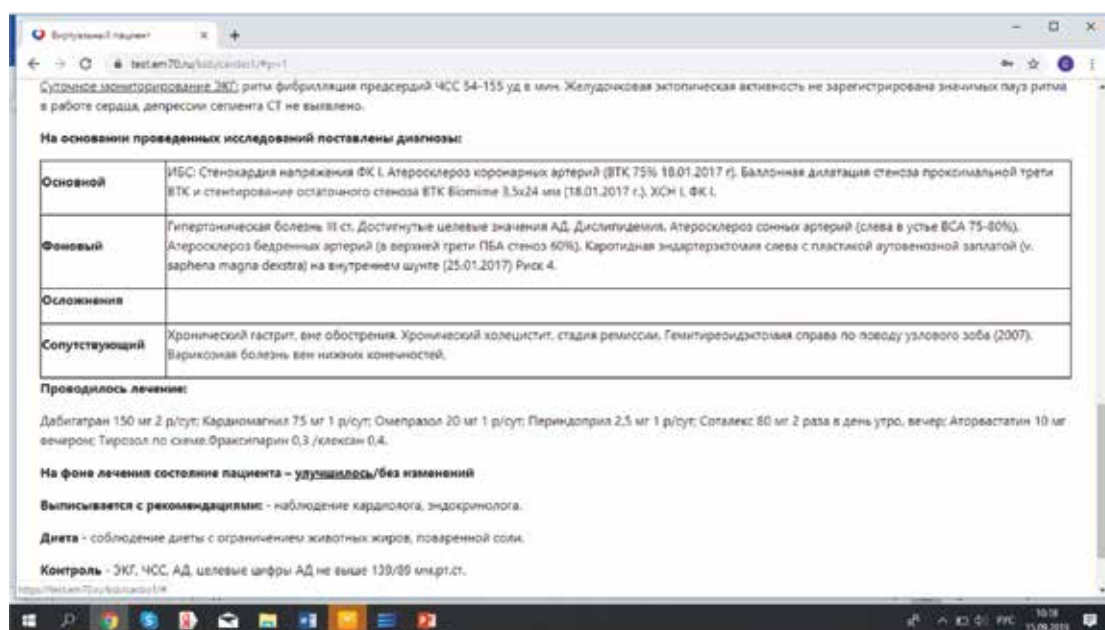 Виртуальный пациент
Суточное мониторирование ЭКГ: ритм фибрилляция предсердий ЧСС 54-155 уд в мин. Желудочковая эктопическая активность не зарегистрирована значимых пауз ритма
в работе сердца, депрессии сегмента СТ не выявлено.
На основании проведенных исследований поставлены диагнозы:
Основной
ИБС: Стенокардия напряжения ФК I. Атеросклероз коронарных артерий (ВТК 75% 18.01.2017 г). Баллонная дилатация стеноза проксимальной трети
ВТК и стентирование остаточного стеноза ВТК Biomime 3,5х24 мм (18.01.2017 г.). ХСН I. ФК I.
Фоновый
Гипертоническая болезнь III ст. Достигнутые целевые значения АД. Дислипидемия. Атеросклероз сонных артерий (слева в устье ВСА 75-80%).
Атеросклероз бедренных артерий (в верхней трети ПБА стеноз 60%). Каротидная эндартерэктомия слева с пластикой аутовенозной заплатой (v.
saphena magna dexstra) на внутреннем шунте (25.01.2017) Риск 4.
Осложнения
Сопутствующий
Хронический гастрит, вне обострения. Хронический холецистит, стадия ремиссии. Гемитиреоидэктомия справа по поводу узлового зоба (2007).
Варикозная болезнь вен нижних конечностей.
Проводилось лечение:
Дабигатран 150 мг 2 р/сут; Кардиомагнил 75 мг 1 р/сут; Омепразол 20 мг 1 р/сут; Периндоприл 2,5 мг 1 р/сут; Соталекс 80 мг 2 раза в день утро, вечер; Аторвастатин 10 мг
вечером; Тирозол по схеме.Фраксипарин 0,3 /клексан 0,4.
На фоне лечения состояние пациента – улучшилось/без изменений
Выписывается с рекомендациями: - наблюдение кардиолога, эндокринолога.
Диета - соблюдение диеты с ограничением животных жиров, поваренной соли.
Контроль - ЭКГ, ЧСС, АД, целевые цифры АД не выше 139/89 мм.рт.ст.
РУС
10:18
15.09.2019